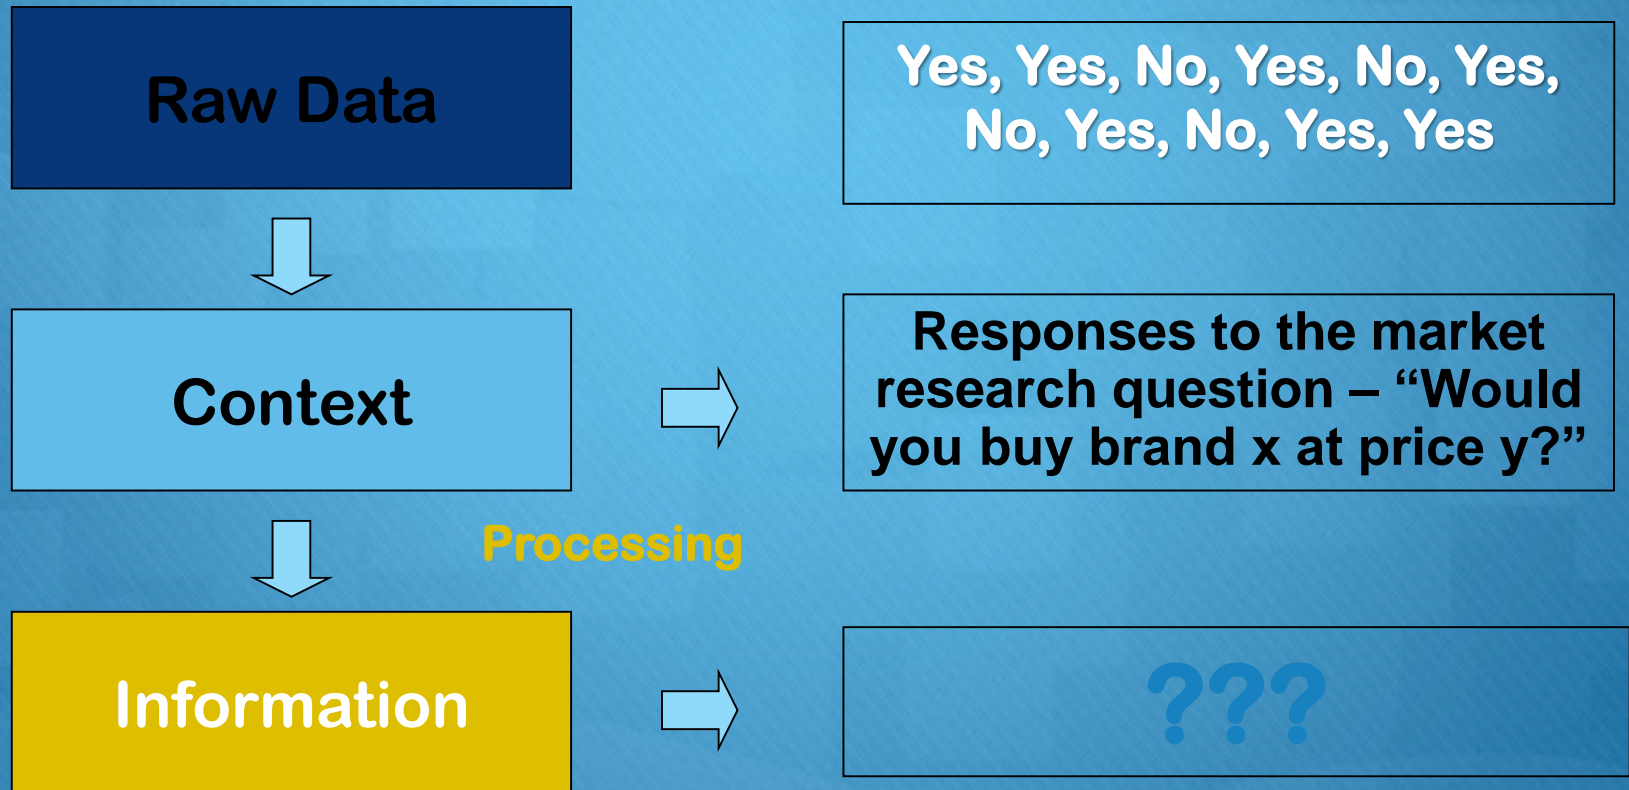 Raw Data
Yes, Yes, No, Yes, No, Yes,
No, Yes, No, Yes, Yes
Context
Responses to the market
research question – “Would
you buy brand x at price y?”
Processing
Information
???